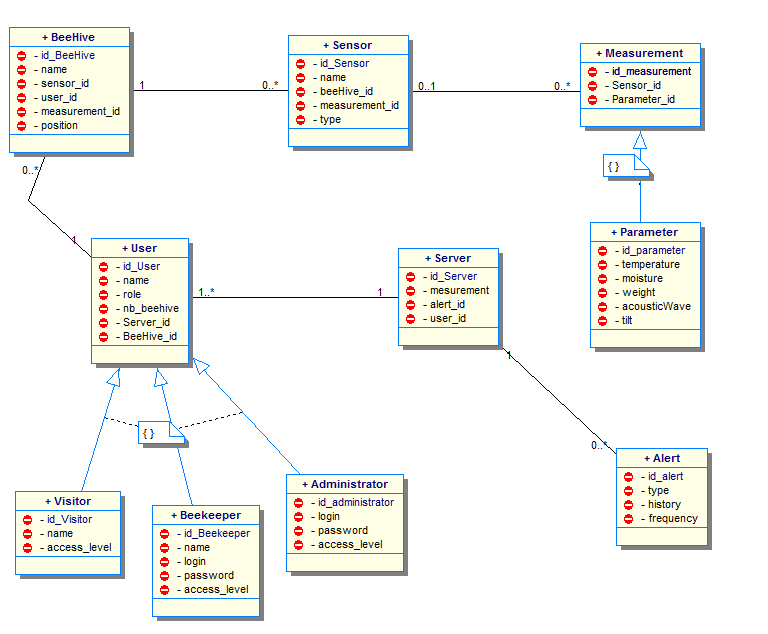 + BeeHive
- id_BeeHive
- name
- sensor_id
- user_id
- measurement_id
- position
1
0..*
+ Sensor
- id_Sensor
- name
- beeHive_id
- measurement_id
- type
0..1
0..*
+ Measurement
- id_measurement
- Sensor_id
- Parameter_id
{ }
+ Parameter
- id_parameter
- temperature
- moisture
- weight
- acousticWave
- tilt
0..*
1
+ User
- id_User
- name
- role
- nb_beehive
- Server_id
- BeeHive_id
1..*
1
+ Server
- id_Server
- mesurement
- alert_id
- user_id
1
0..*
+ Alert
- id_alert
- type
- history
- frequency
{ }
+ Visitor
- id_Visitor
- name
- access_level
+ Beekeeper
- id_Beekeeper
- name
- login
- password
- access_level
+ Administrator
- id_administrator
- login
- password
- access_level